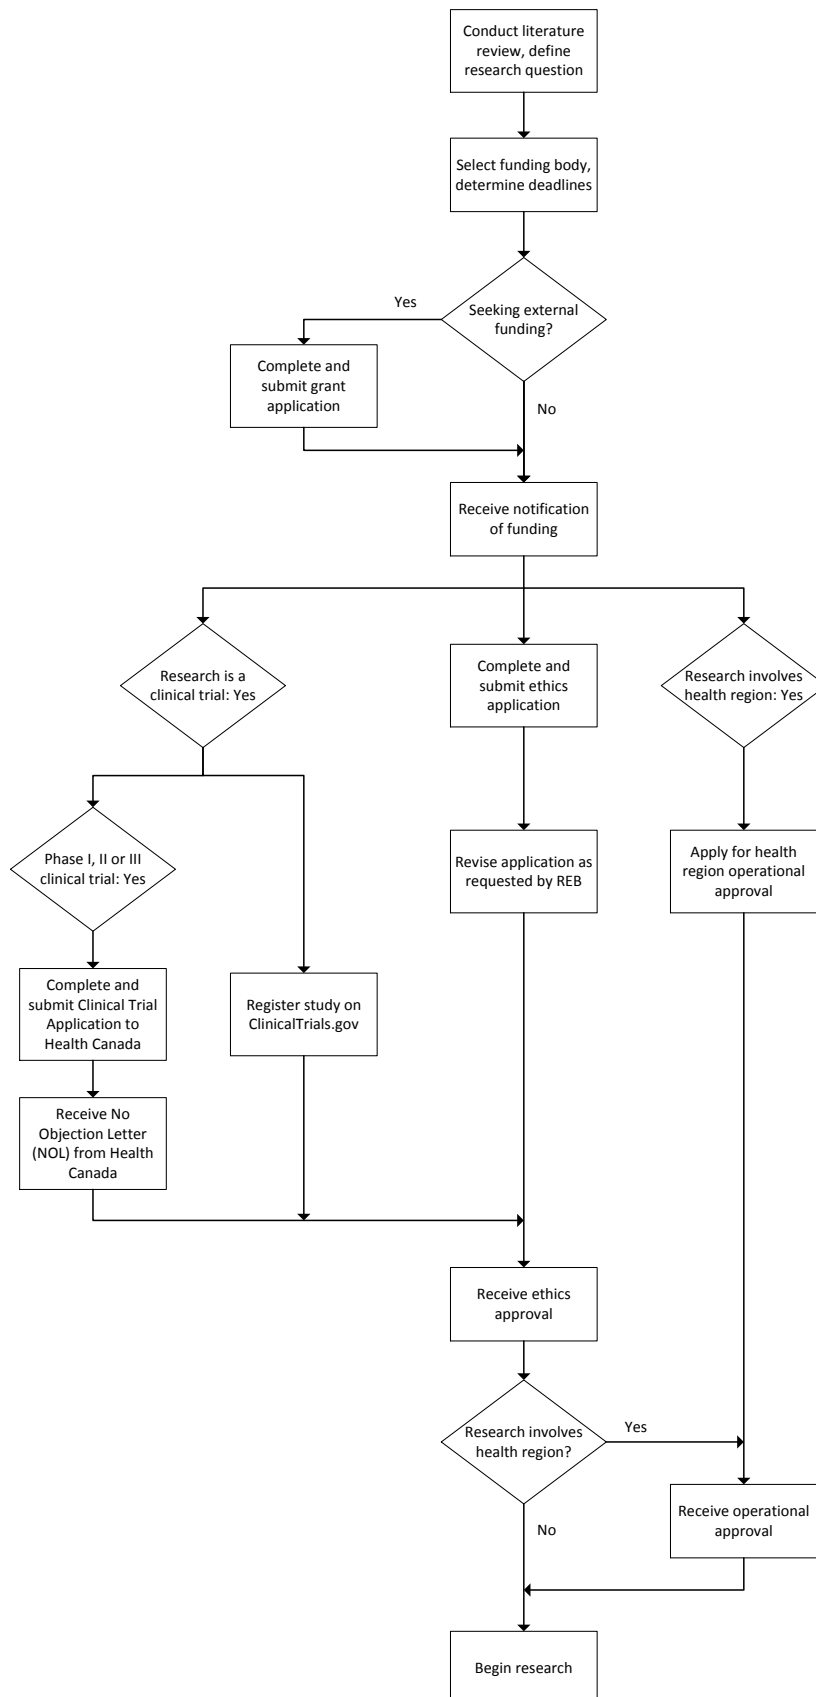 Conduct literature
review, define
research question
Select funding body,
determine deadlines
Seeking external
funding?
Yes
No
Complete and
submit grant
application
Receive notification
of funding
Research is a
clinical trial: Yes
Complete and
submit ethics
application
Research involves
health region: Yes
Phase I, II or III
clinical trial: Yes
Revise application as
requested by REB
Apply for health
region operational
approval
Complete and
submit Clinical Trial
Application to
Health Canada
Register study on
ClinicalTrials.gov
Receive No
Objection Letter
(NOL) from Health
Canada
Receive ethics
approval
Research involves
health region?
Yes
No
Receive operational
approval
Begin research